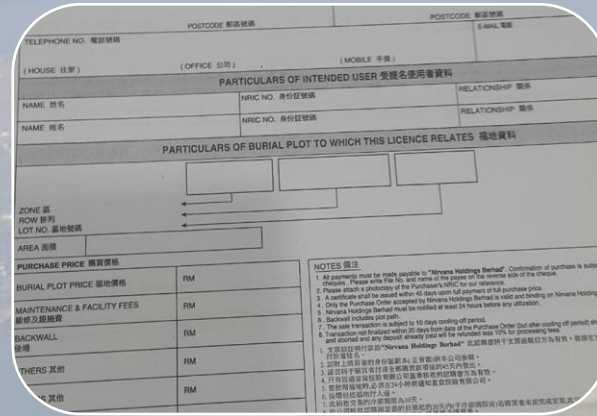 POSTCODE 郵區號碼 POSTCODE 郵區號碼
TELEPHONE NO. 電話號碼 E-MAIL 電郵
(HOUSE 住家) (OFFICE 公司) (MOBILE 手機)
PARTICULARS OF INTENDED USER 受提名使用者資料
NAME 姓名 NRIC NO. 身份証號碼 RELATIONSHIP 關係
NAME 姓名 NRIC NO. 身份証號碼 RELATIONSHIP 關係
PARTICULARS OF BURIAL PLOT TO WHICH THIS LICENCE RELATES 福地資料
ZONE 區
ROW 排列
LOT NO. 墓地號碼
AREA 面積
PURCHASE PRICE 購買價格
BURIAL PLOT PRICE 福地價格 RM
MAINTENANCE & FACILITY FEES RM
維修及設施費
BACKWALL RM
後墻
THERS 其他 RM
RS 其他 RM
NOTES 備注
1. All payments must be made payable to "Nirvana Holdings Berhad". Confirmation of purchase is subje
cheques. Please write File No. and name of the payee on the reverse side of the cheque.
2. Please attach a photocopy of the Purchaser's NRIC for our reference.
3. A certificate shall be issued within 45 days upon full payment of full purchase price.
4. Only the Purchase Order accepted by Nirvana Holdings Berhad is valid and binding on Nirvana Holding
5. Nirvana Holdings Berhad must be notified at least 24 hours before any utilization.
6. Backwall includes plot path.
7. The sale transaction is subject to 10 days cooling-off period.
8. Transaction not finalized within 20 days from date of the Purchase Order (but after cooling off period) sh
and aborted and any deposit already paid will be refunded less 10% for processing fees.
"Nirvana Holdings Berhad"